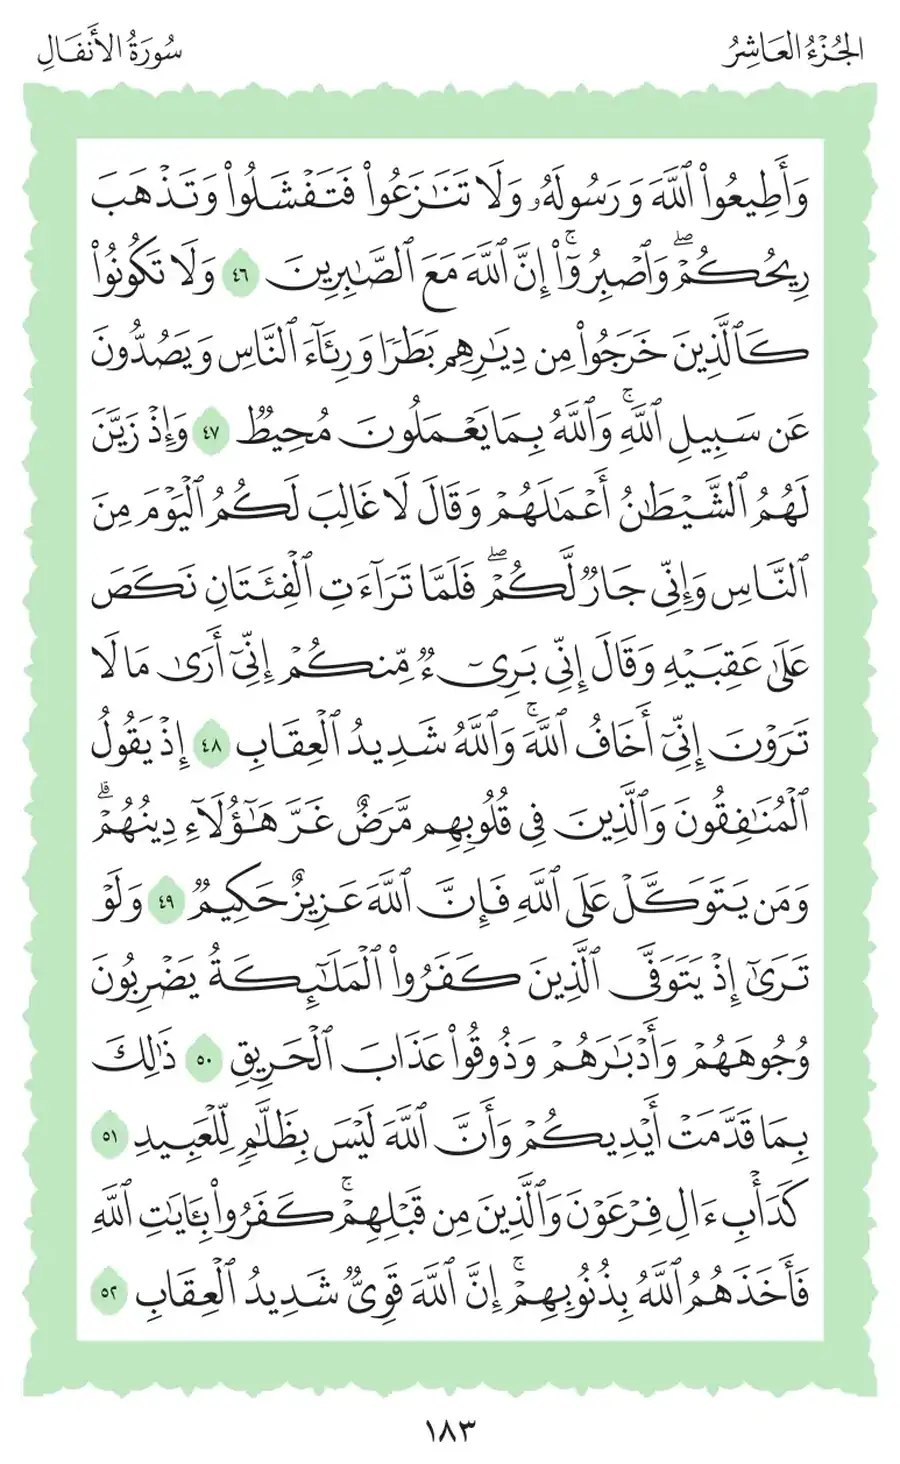 الجُزْءُ العَاشِرُ
سُورَةُ الأَنفَالِ
وَأَطِيعُواْ ٱللَّهَ وَرَسُولَهُۥ وَلَا تَنَٰزَعُواْ فَتَفۡشَلُواْ وَتَذۡهَبَ
رِيحُكُمۡۖ وَٱصۡبِرُوٓاْۚ إِنَّ ٱللَّهَ مَعَ ٱلصَّٰبِرِينَ ٤٦ وَلَا تَكُونُواْ
كَٱلَّذِينَ خَرَجُواْ مِن دِيَٰرِهِم بَطَرٗا وَرِئَآءَ ٱلنَّاسِ وَيَصُدُّونَ
عَن سَبِيلِ ٱللَّهِۚ وَٱللَّهُ بِمَا يَعۡمَلُونَ مُحِيطٞ ٤٧ وَإِذۡ زَيَّنَ
لَهُمُ ٱلشَّيۡطَٰنُ أَعۡمَٰلَهُمۡ وَقَالَ لَا غَالِبَ لَكُمُ ٱلۡيَوۡمَ مِنَ
ٱلنَّاسِ وَإِنِّي جَارٞ لَّكُمۡۖ فَلَمَّا تَرَآءَتِ ٱلۡفِئَتَانِ نَكَصَ
عَلَىٰ عَقِبَيۡهِ وَقَالَ إِنِّي بَرِيٓءٞ مِّنكُمۡ إِنِّيٓ أَرَىٰ مَا لَا
تَرَوۡنَ إِنِّيٓ أَخَافُ ٱللَّهَۚ وَٱللَّهُ شَدِيدُ ٱلۡعِقَابِ ٤٨ إِذۡ يَقُولُ
ٱلۡمُنَٰفِقُونَ وَٱلَّذِينَ فِي قُلُوبِهِم مَّرَضٌ غَرَّ هَٰٓؤُلَآءِ دِينُهُمۡۗ
وَمَن يَتَوَكَّلۡ عَلَى ٱللَّهِ فَإِنَّ ٱللَّهَ عَزِيزٌ حَكِيمٞ ٤٩ وَلَوۡ
تَرَىٰٓ إِذۡ يَتَوَفَّى ٱلَّذِينَ كَفَرُواْ ٱلۡمَلَٰٓئِكَةُ يَضۡرِبُونَ
وُجُوهَهُمۡ وَأَدۡبَٰرَهُمۡ وَذُوقُواْ عَذَابَ ٱلۡحَرِيقِ ٥٠ ذَٰلِكَ
بِمَا قَدَّمَتۡ أَيۡدِيكُمۡ وَأَنَّ ٱللَّهَ لَيۡسَ بِظَلَّٰمٖ لِّلۡعَبِيدِ ٥١
كَدَأۡبِ ءَالِ فِرۡعَوۡنَ وَٱلَّذِينَ مِن قَبۡلِهِمۡۚ كَفَرُواْ بِـَٔايَٰتِ ٱللَّهِ
فَأَخَذَهُمُ ٱللَّهُ بِذُنُوبِهِمۡۚ إِنَّ ٱللَّهَ قَوِيّٞ شَدِيدُ ٱلۡعِقَابِ ٥٢
١٨٣